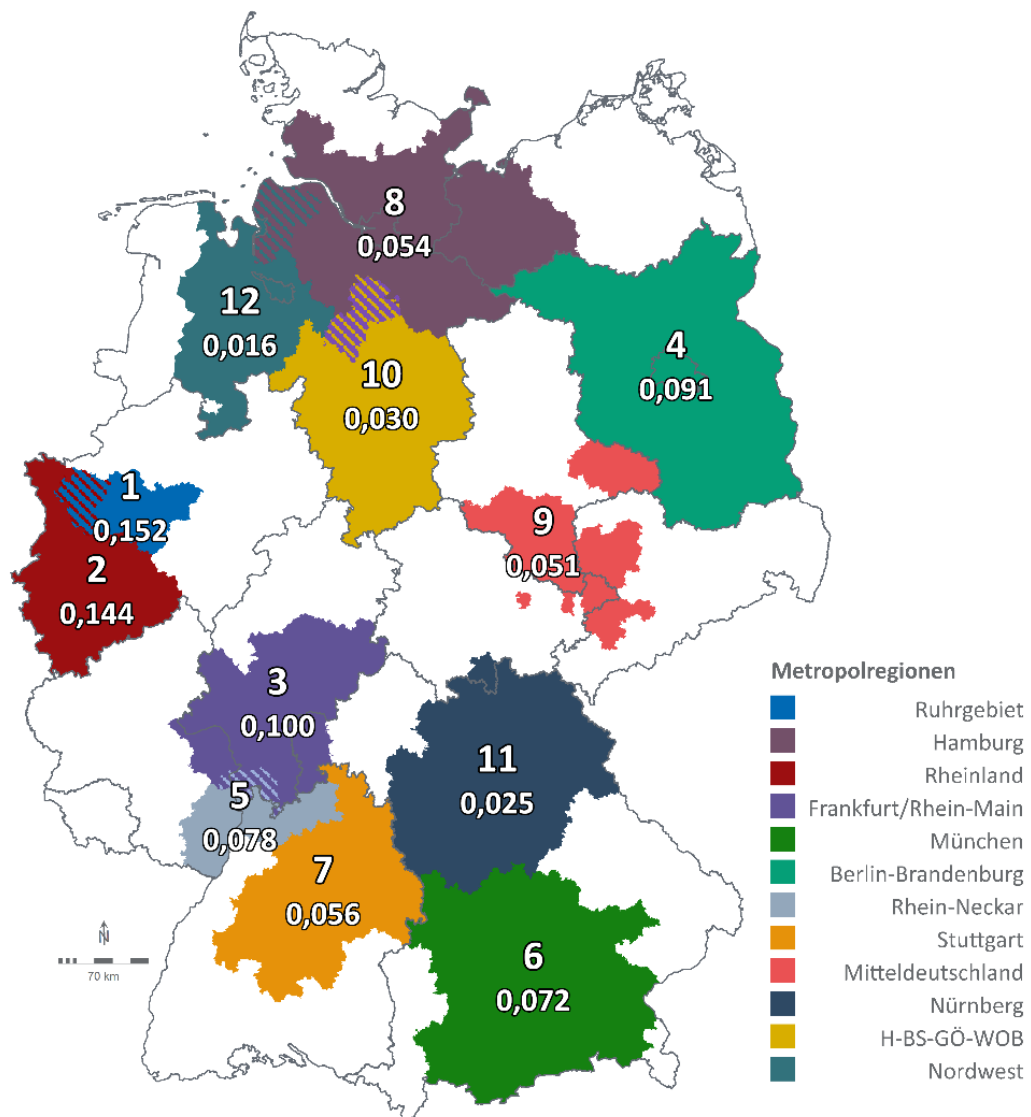 8
0,054
12
0,016
4
0,091
10
0,030
1
0,152
9
0,051
2
0,144
3
0,100
11
0,025
5
0,078
7
0,056
6
0,072
N
70 km
Metropolregionen
Ruhrgebiet
Hamburg
Rheinland
Frankfurt/Rhein-Main
München
Berlin-Brandenburg
Rhein-Neckar
Stuttgart
Mitteldeutschland
Nürnberg
H-BS-GÖ-WOB
Nordwest